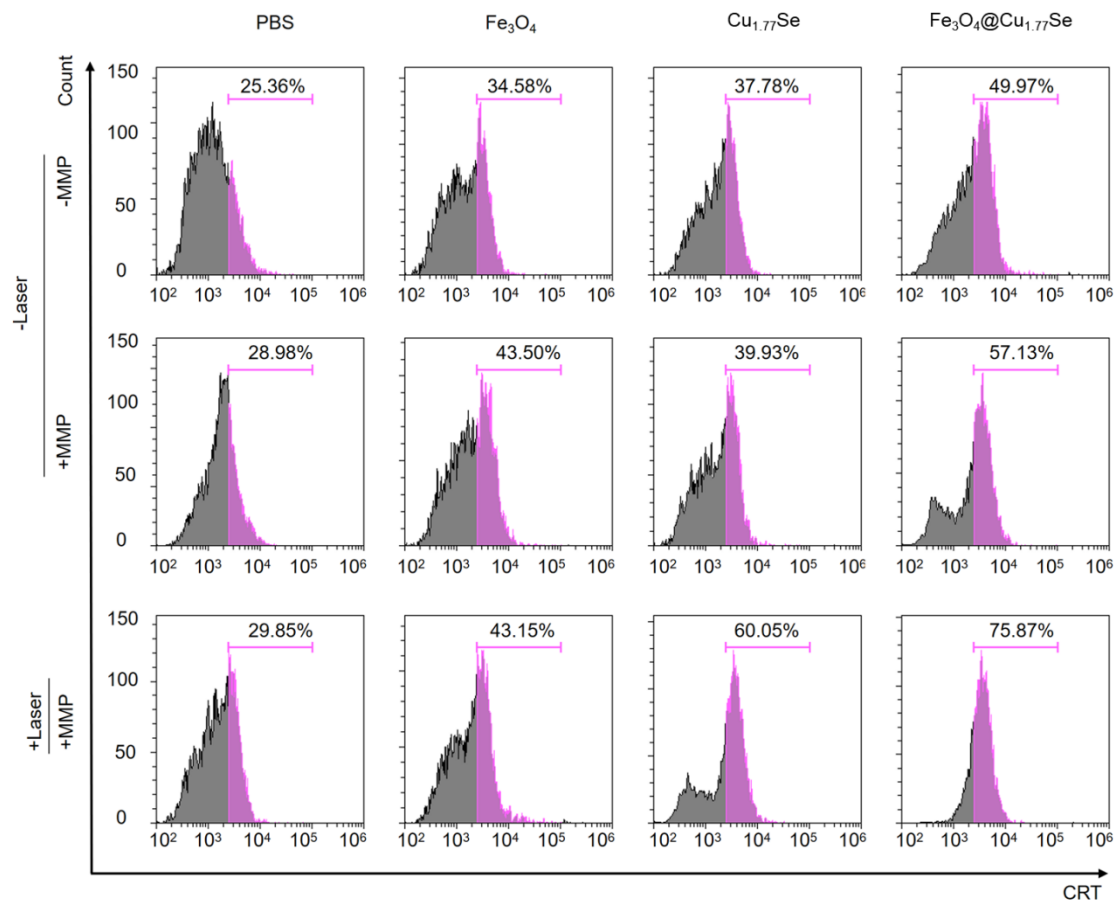 PBS
Fe3O4
Cu1.77Se
Fe3O4@Cu1.77Se
Count
-Laser
-MMP
150
100
50
0
25.36%
10² 10³ 10⁴ 10⁵ 10⁶
34.58%
10² 10³ 10⁴ 10⁵ 10⁶
37.78%
10² 10³ 10⁴ 10⁵ 10⁶
49.97%
10² 10³ 10⁴ 10⁵ 10⁶
+MMP
150
100
50
0
28.98%
10² 10³ 10⁴ 10⁵ 10⁶
43.50%
10² 10³ 10⁴ 10⁵ 10⁶
39.93%
10² 10³ 10⁴ 10⁵ 10⁶
57.13%
10² 10³ 10⁴ 10⁵ 10⁶
+Laser
+MMP
150
100
50
0
29.85%
10² 10³ 10⁴ 10⁵ 10⁶
43.15%
10² 10³ 10⁴ 10⁵ 10⁶
60.05%
10² 10³ 10⁴ 10⁵ 10⁶
75.87%
10² 10³ 10⁴ 10⁵ 10⁶
CRT